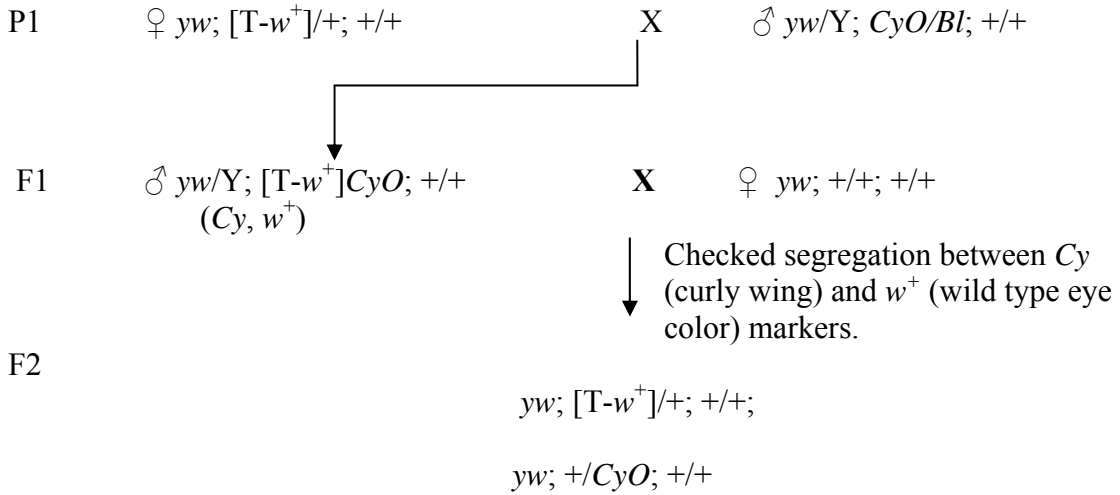 P1 ♀ yw; [T-w⁺]/+; +/+ X ♂ yw/Y; CyO/Bl; +/+
F1 ♂ yw/Y; [T-w⁺]CyO; +/+ X ♀ yw; +/+; +/+
(Cy, w⁺)
Checked segregation between Cy
(curly wing) and w⁺ (wild type eye
color) markers.
F2
yw; [T-w⁺]/+; +/+;
yw; +/CyO; +/+